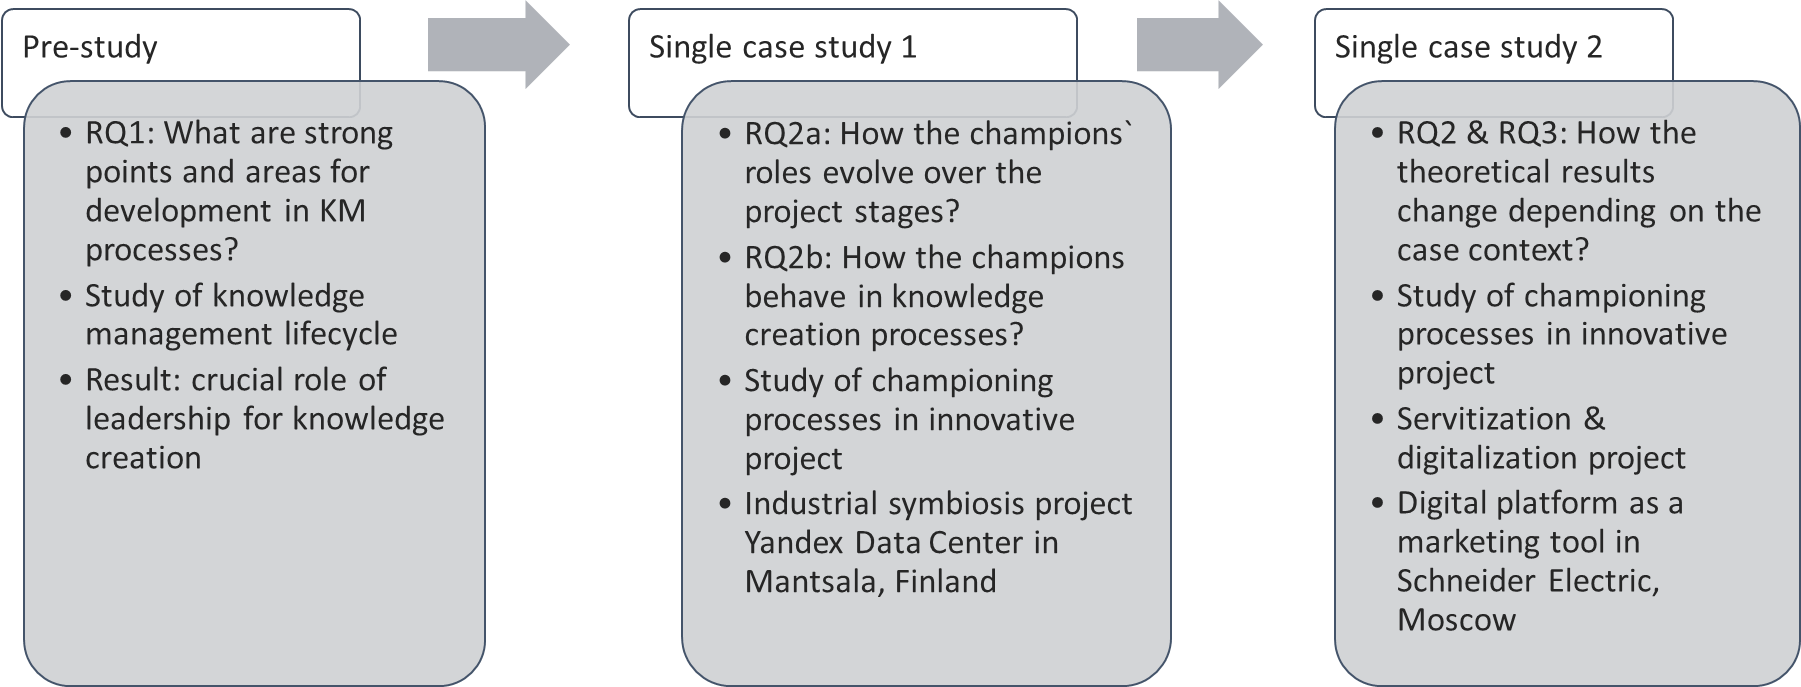 Pre-study
• RQ1: What are strong
points and areas for
development in KM
processes?
• Study of knowledge
management lifecycle
• Result: crucial role of
leadership for knowledge
creation
Single case study 1
• RQ2a: How the champions`
roles evolve over the
project stages?
• RQ2b: How the champions
behave in knowledge
creation processes?
• Study of championing
processes in innovative
project
• Industrial symbiosis project
Yandex Data Center in
Mantsala, Finland
Single case study 2
• RQ2 & RQ3: How the
theoretical results
change depending on the
case context?
• Study of championing
processes in innovative
project
• Servitization &
digitalization project
• Digital platform as a
marketing tool in
Schneider Electric,
Moscow